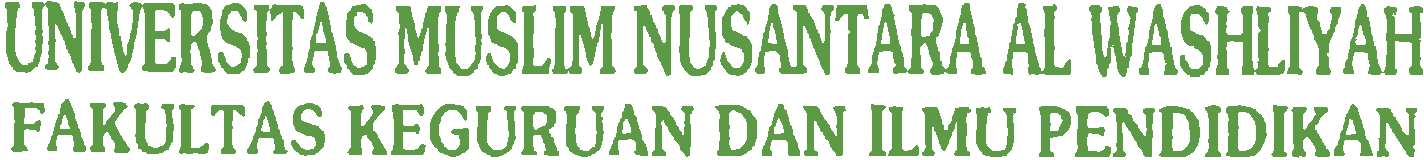 UNIVERSITAS MUSLIM NUSANTARA AL WASHLIYAH
FAKULTAS KEGURUAN DAN ILMU PENDIDIKAN